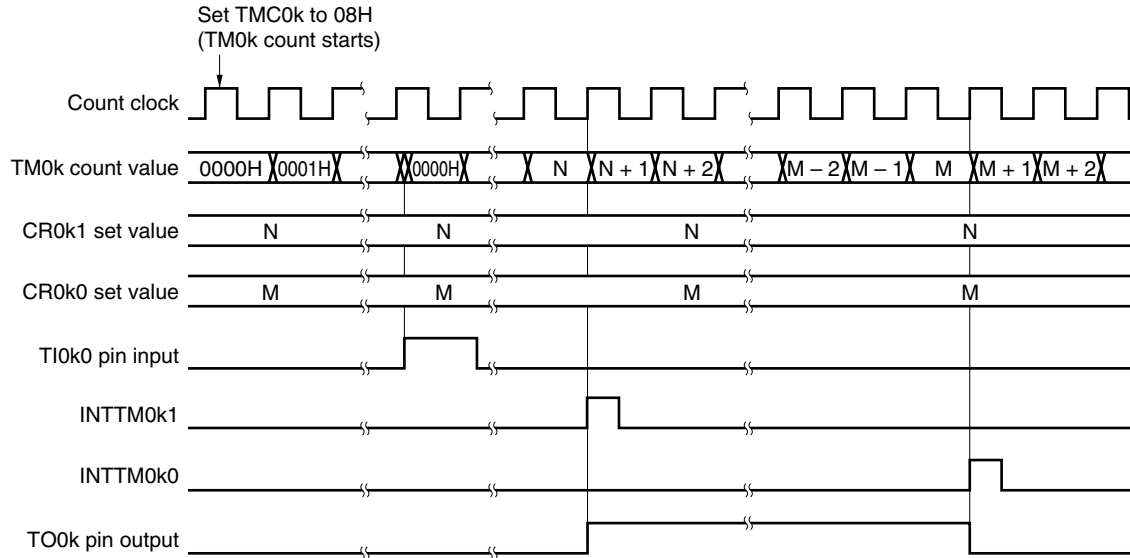 Set TMC0k to 08H
(TM0k count starts)
Count clock
TM0k count value 0000H 0001H 0000H N N + 1 N + 2 M – 2 M – 1 M M + 1 M + 2
CR0k1 set value N N N N
CR0k0 set value M M M M
TI0k0 pin input
INTTM0k1
INTTM0k0
TO0k pin output